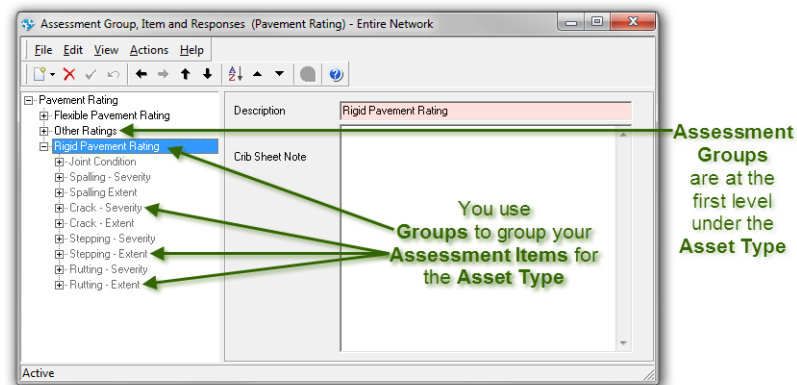 Assessment Group, Item and Responses (Pavement Rating) - Entire Network
File Edit View Actions Help
Pavement Rating
Flexible Pavement Rating
Other Ratings
Rigid Pavement Rating
Joint Condition
Spalling - Severity
Spalling Extent
Crack - Severity
Crack - Extent
Stepping - Severity
Stepping - Extent
Rutting - Severity
Rutting - Extent
Description
Rigid Pavement Rating
Crib Sheet Note
You use
Groups to group your
Assessment Items for
the Asset Type
Assessment
Groups
are at the
first level
under the
Asset Type
Active